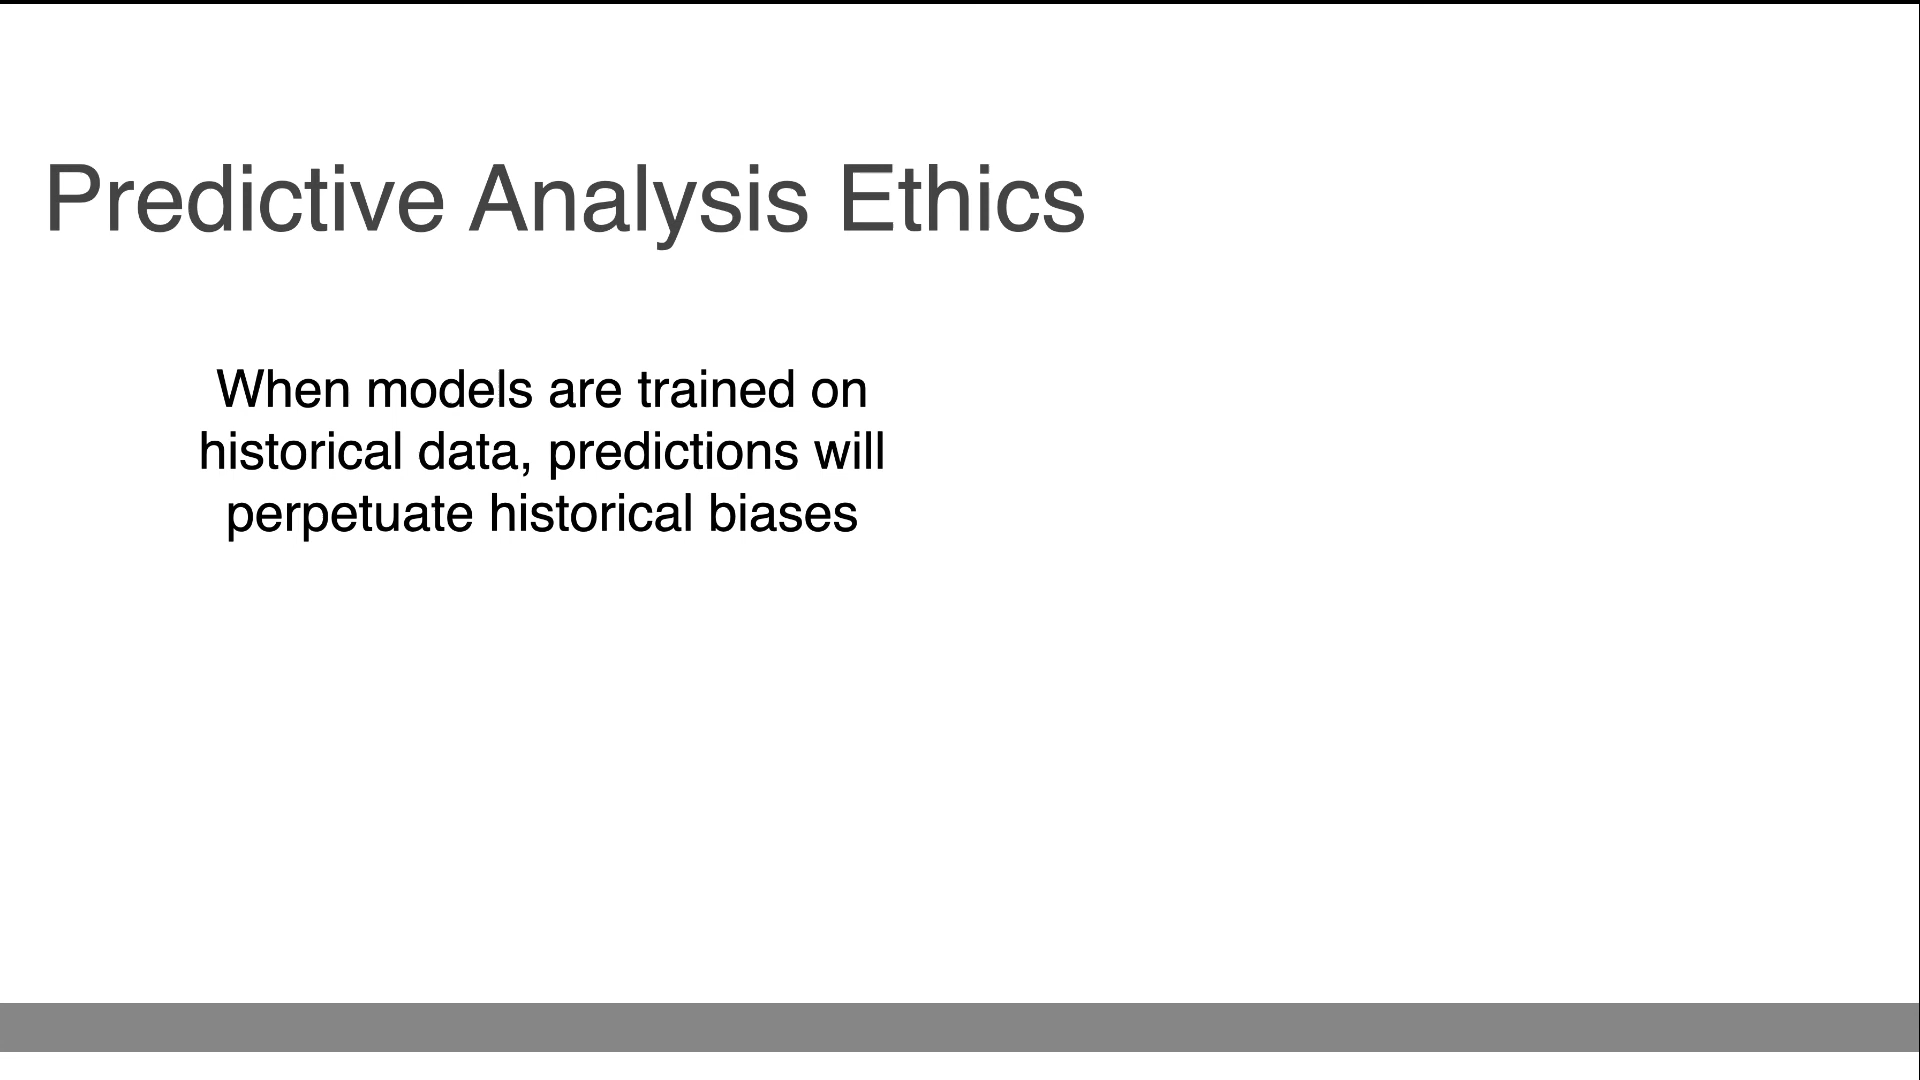 Predictive Analysis Ethics
When models are trained on
historical data, predictions will
perpetuate historical biases